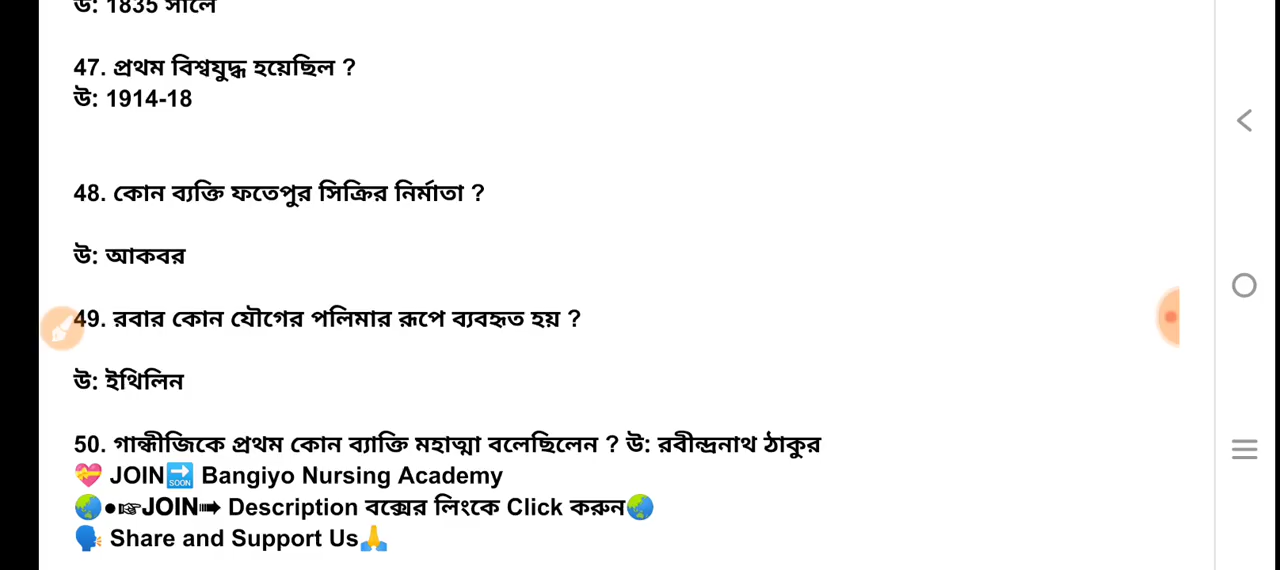 উ: 1835 সালে
47. প্রথম বিশ্বযুদ্ধ হয়েছিল ?
উ: 1914-18
48. কোন ব্যক্তি ফতেপুর সিক্রির নির্মাতা ?
উ: আকবর
49. রবার কোন যৌগের পলিমার রূপে ব্যবহৃত হয় ?
উ: ইথিলিন
50. গান্ধীজিকে প্রথম কোন ব্যাক্তি মহাত্মা বলেছিলেন ? উ: রবীন্দ্রনাথ ঠাকুর
💝 JOIN🔜 Bangiyo Nursing Academy
🌏●☞JOIN➠ Description বক্সের লিংকে Click করুন🌏
🗣️ Share and Support Us🙏